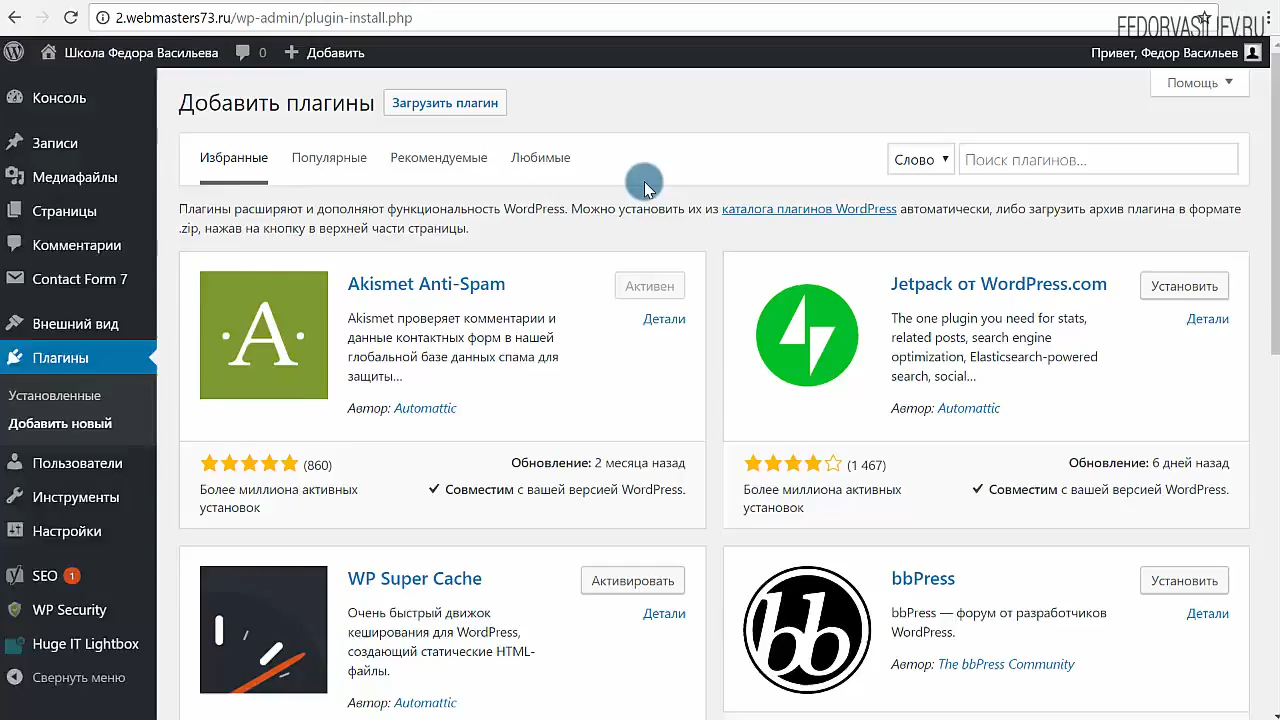 2.webmasters73.ru/wp-admin/plugin-install.php
FEDORVASILIEV.RU
Школа Федора Васильева
0
Добавить
Привет, Федор Васильев
Консоль
Записи
Медиафайлы
Страницы
Комментарии
Contact Form 7
Внешний вид
Плагины
Установленные
Добавить новый
Пользователи
Инструменты
Настройки
SEO 1
WP Security
Huge IT Lightbox
Свернуть меню
Помощь
Добавить плагины
Загрузить плагин
Избранные
Популярные
Рекомендуемые
Любимые
Слово
Поиск плагинов...
Плагины расширяют и дополняют функциональность WordPress. Можно установить их из каталога плагинов WordPress автоматически, либо загрузить архив плагина в формате
.zip, нажав на кнопку в верхней части страницы.
A
Akismet Anti-Spam
Активен
Детали
Akismet проверяет комментарии и
данные контактных форм в нашей
глобальной базе данных спама для
защиты...
Автор: Automattic
(860)
Обновление: 2 месяца назад
Более миллиона активных
установок
Совместим с вашей версией WordPress.
Jetpack от WordPress.com
Установить
Детали
The one plugin you need for stats,
related posts, search engine
optimization, Elasticsearch-powered
search, social...
Автор: Automattic
(1 467)
Обновление: 6 дней назад
Более миллиона активных
установок
Совместим с вашей версией WordPress.
WP Super Cache
Активировать
Детали
Очень быстрый движок
кеширования для WordPress,
создающий статические HTML-
файлы.
Автор: Automattic
bb
bbPress
Установить
Детали
bbPress — форум от разработчиков
WordPress.
Автор: The bbPress Community